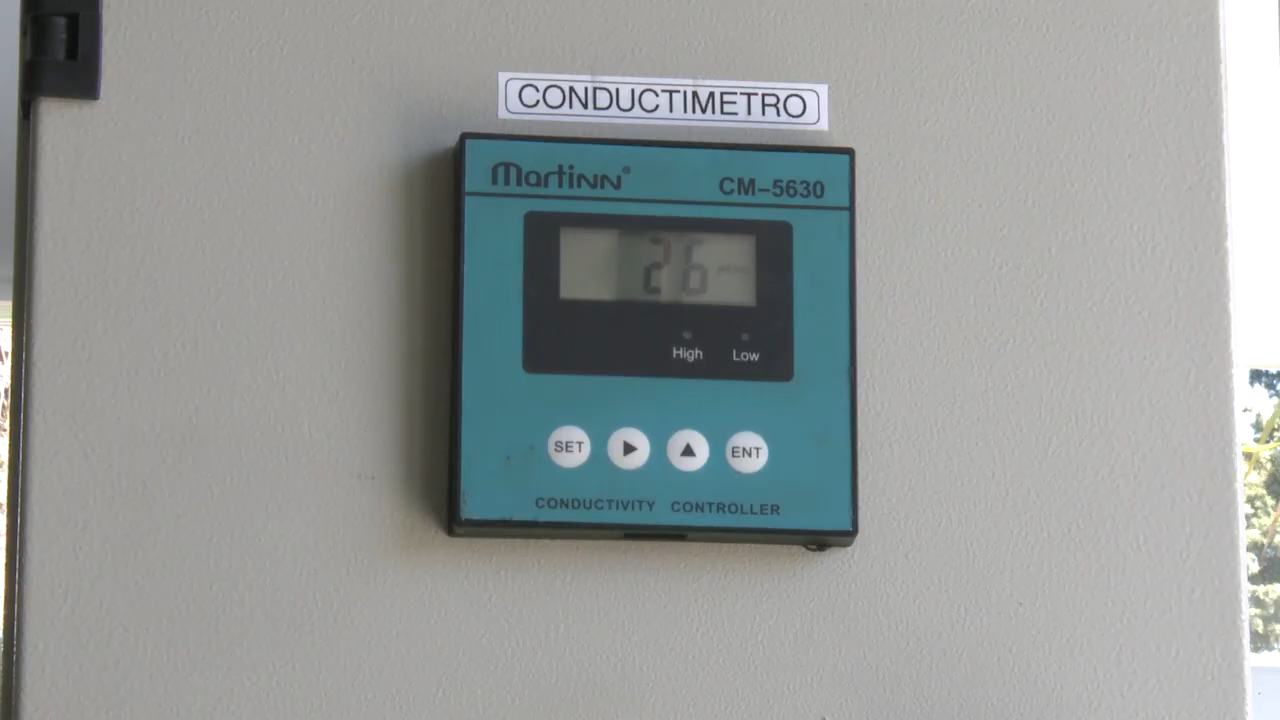 CONDUCTIMETRO
Martinn®
CM-5630
26
High Low
SET ENT
CONDUCTIVITY CONTROLLER